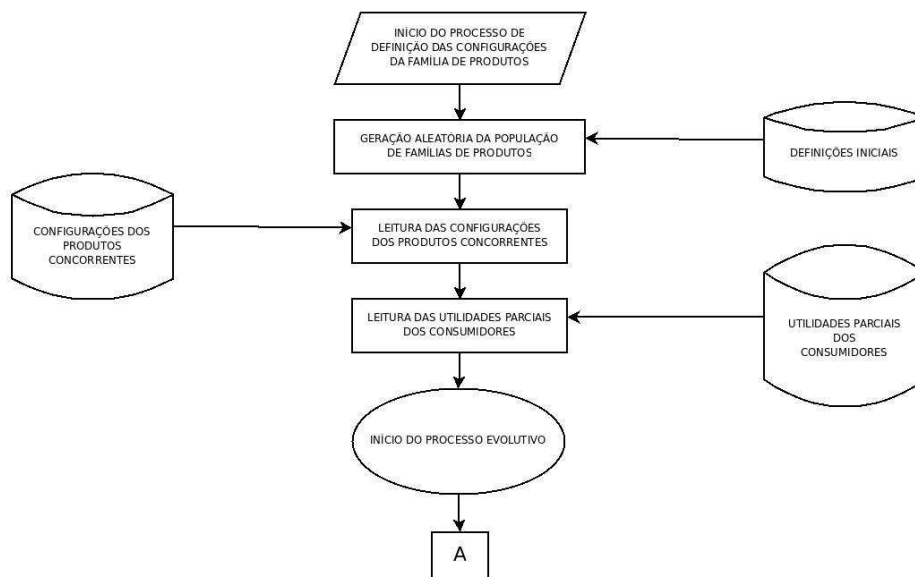 INÍCIO DO PROCESSO DE
DEFINIÇÃO DAS CONFIGURAÇÕES
DA FAMÍLIA DE PRODUTOS
GERAÇÃO ALEATÓRIA DA POPULAÇÃO
DE FAMÍLIAS DE PRODUTOS
DEFINIÇÕES INICIAIS
CONFIGURAÇÕES DOS
PRODUTOS
CONCORRENTES
LEITURA DAS CONFIGURAÇÕES
DOS PRODUTOS CONCORRENTES
LEITURA DAS UTILIDADES PARCIAIS
DOS CONSUMIDORES
UTILIDADES PARCIAIS
DOS
CONSUMIDORES
INÍCIO DO PROCESSO EVOLUTIVO
A